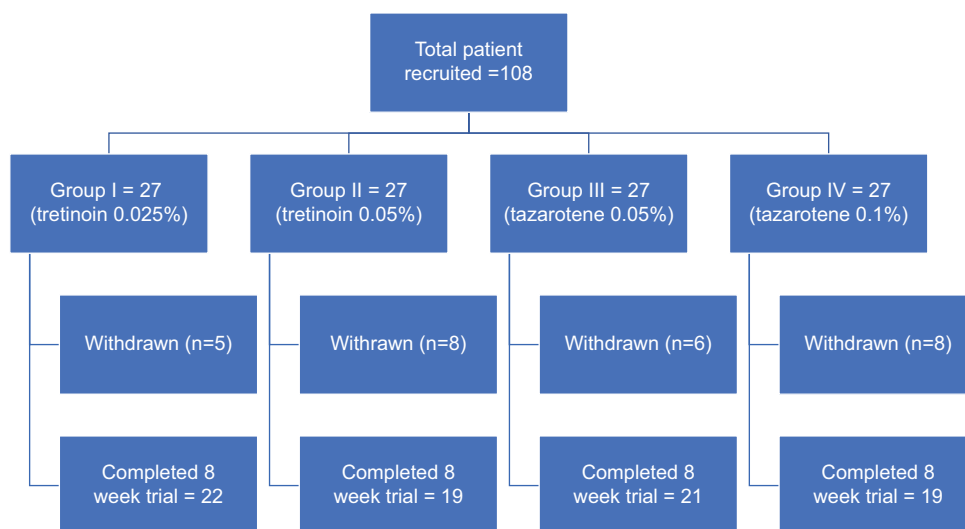 Total patient
recruited =108
Group I = 27
(tretinoin 0.025%)
Group II = 27
(tretinoin 0.05%)
Group III = 27
(tazarotene 0.05%)
Group IV = 27
(tazarotene 0.1%)
Withdrawn (n=5)
Withrawn (n=8)
Withdrawn (n=6)
Withdrawn (n=8)
Completed 8
week trial = 22
Completed 8
week trial = 19
Completed 8
week trial = 21
Completed 8
week trial = 19